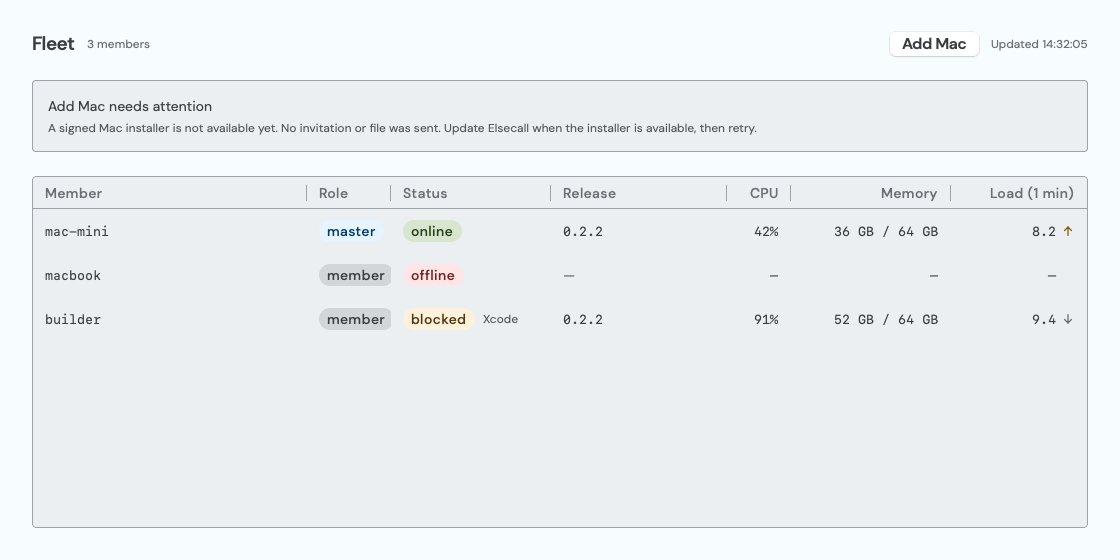 Fleet 3 members Add Mac Updated 14:32:05
Add Mac needs attention
A signed Mac installer is not available yet. No invitation or file was sent. Update Elsecall when the installer is available, then retry.
Member Role Status Release CPU Memory Load (1 min)
mac-mini master online 0.2.2 42% 36 GB / 64 GB 8.2 ↑
macbook member offline — — — —
builder member blocked Xcode 0.2.2 91% 52 GB / 64 GB 9.4 ↓